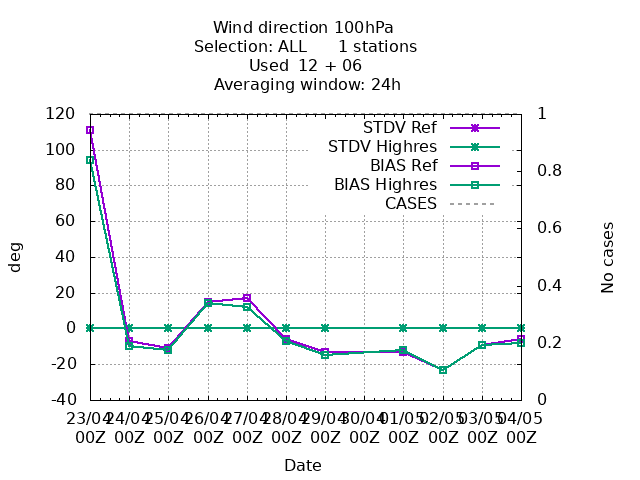 Wind direction 100hPa
Selection: ALL      1 stations
Used  12 + 06
Averaging window: 24h
STDV Ref
STDV Highres
BIAS Ref
BIAS Highres
CASES
120
100
80
60
40
20
0
-20
-40
deg
1
0.8
0.6
0.4
0.2
0
No cases
23/04 24/04 25/04 26/04 27/04 28/04 29/04 30/04 01/05 02/05 03/05 04/05
00Z 00Z 00Z 00Z 00Z 00Z 00Z 00Z 00Z 00Z 00Z 00Z
Date